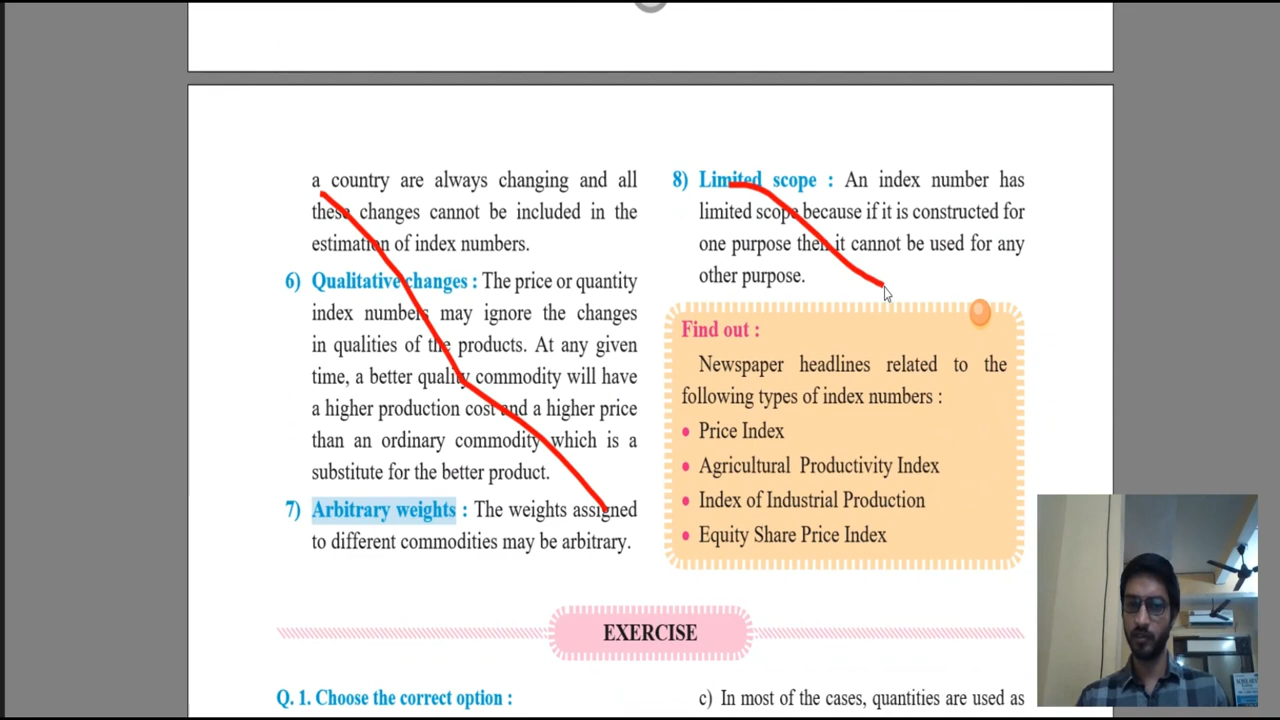 a country are always changing and all
these changes cannot be included in the
estimation of index numbers.
6) Qualitative changes : The price or quantity
index numbers may ignore the changes
in qualities of the products. At any given
time, a better quality commodity will have
a higher production cost and a higher price
than an ordinary commodity which is a
substitute for the better product.
7) Arbitrary weights : The weights assigned
to different commodities may be arbitrary.
8) Limited scope : An index number has
limited scope because if it is constructed for
one purpose then it cannot be used for any
other purpose.
Find out :
Newspaper headlines related to the
following types of index numbers :
• Price Index
• Agricultural Productivity Index
• Index of Industrial Production
• Equity Share Price Index
EXERCISE
Q. 1. Choose the correct option :
c) In most of the cases, quantities are used as